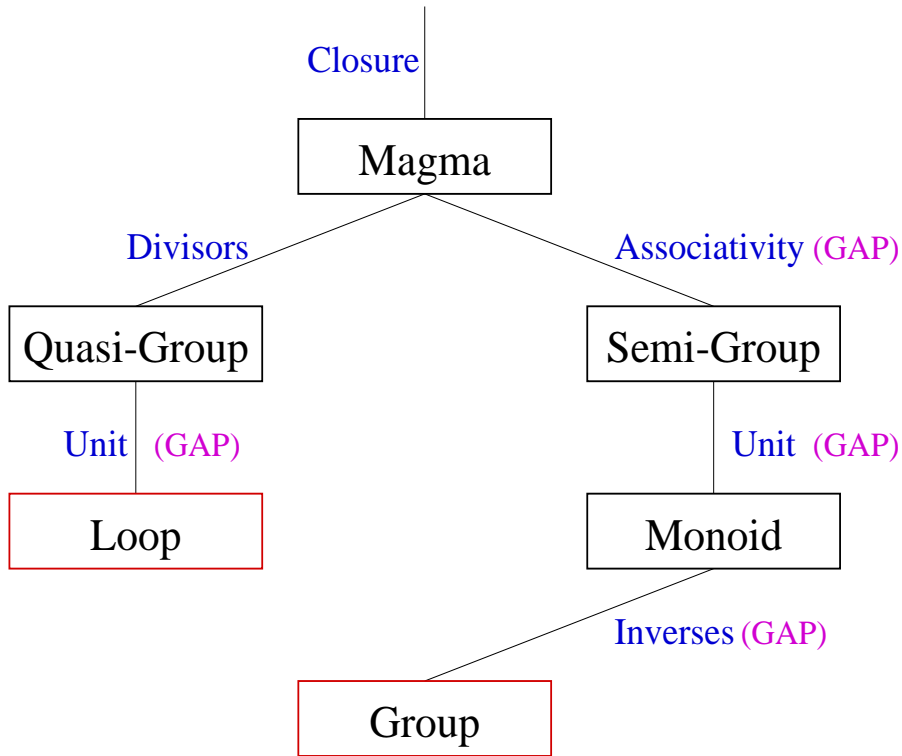 Closure
Magma
Divisors
Associativity (GAP)
Quasi-Group
Semi-Group
Unit (GAP)
Unit (GAP)
Loop
Monoid
Inverses (GAP)
Group